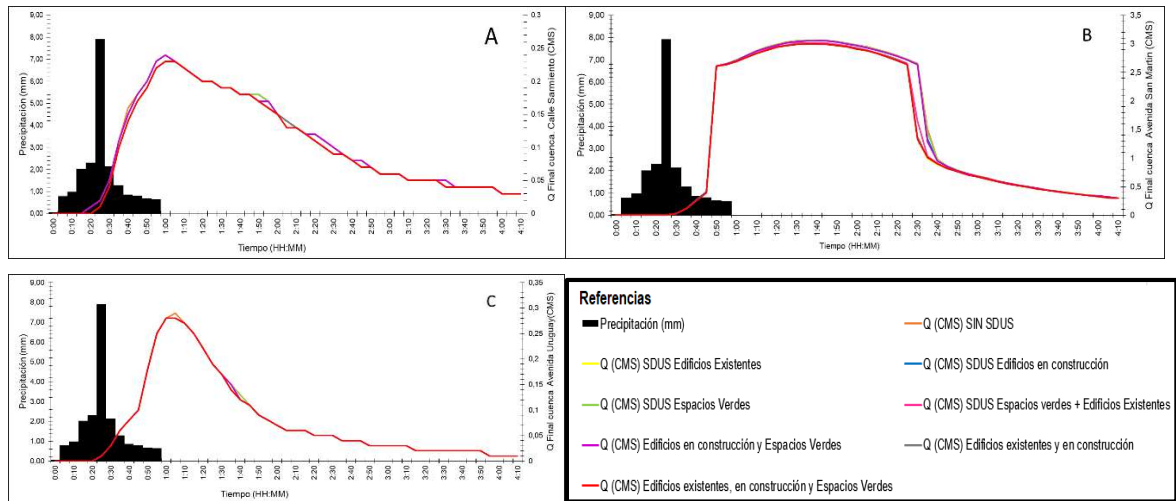 A
Precipitación (mm)
9,00
8,00
7,00
6,00
5,00
4,00
3,00
2,00
1,00
0,00
0,3
0,25
0,2
0,15
0,1
0,05
0
Q Final cuenca. Calle Sarmiento (CMS)
0:00 0:10 0:20 0:30 0:40 0:50 1:00 1:10 1:20 1:30 1:40 1:50 2:00 2:10 2:20 2:30 2:40 2:50 3:00 3:10 3:20 3:30 3:40 3:50 4:00 4:10
Tiempo (HH:MM)
B
Precipitación (mm)
9,00
8,00
7,00
6,00
5,00
4,00
3,00
2,00
1,00
0,00
3,5
3
2,5
2
1,5
1
0,5
0
Q Final cuenca Avenida San Martin (CMS)
0:00 0:10 0:20 0:30 0:40 0:50 1:00 1:10 1:20 1:30 1:40 1:50 2:00 2:10 2:20 2:30 2:40 2:50 3:00 3:10 3:20 3:30 3:40 3:50 4:00 4:10
Tiempo (HH:MM)
C
Precipitación (mm)
9,00
8,00
7,00
6,00
5,00
4,00
3,00
2,00
1,00
0,00
0,35
0,3
0,25
0,2
0,15
0,1
0,05
0
Q Final cuenca Avenida Uruguay(CMS)
0:00 0:10 0:20 0:30 0:40 0:50 1:00 1:10 1:20 1:30 1:40 1:50 2:00 2:10 2:20 2:30 2:40 2:50 3:00 3:10 3:20 3:30 3:40 3:50 4:00 4:10
Tiempo (HH:MM)
Referencias
Precipitación (mm)
Q (CMS) SIN SDUS
Q (CMS) SDUS Edificios Existentes
Q (CMS) SDUS Edificios en construcción
Q (CMS) SDUS Espacios Verdes
Q (CMS) SDUS Espacios verdes + Edificios Existentes
Q (CMS) Edificios en construcción y Espacios Verdes
Q (CMS) Edificios existentes y en construcción
Q (CMS) Edificios existentes, en construcción y Espacios Verdes